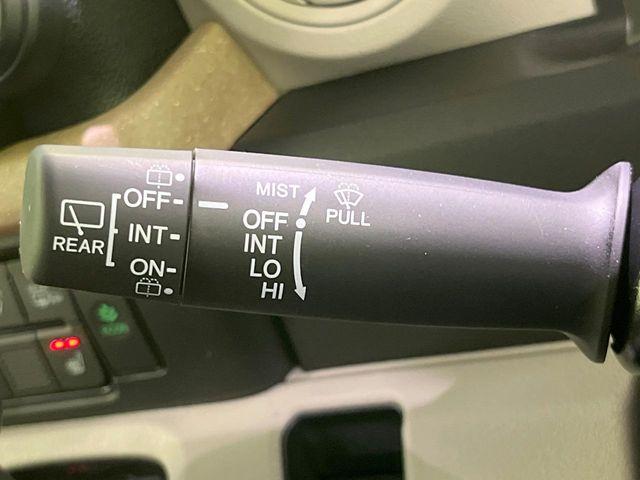 REAR
OFF
INT
ON
MIST
OFF
INT
LO
HI
PULL